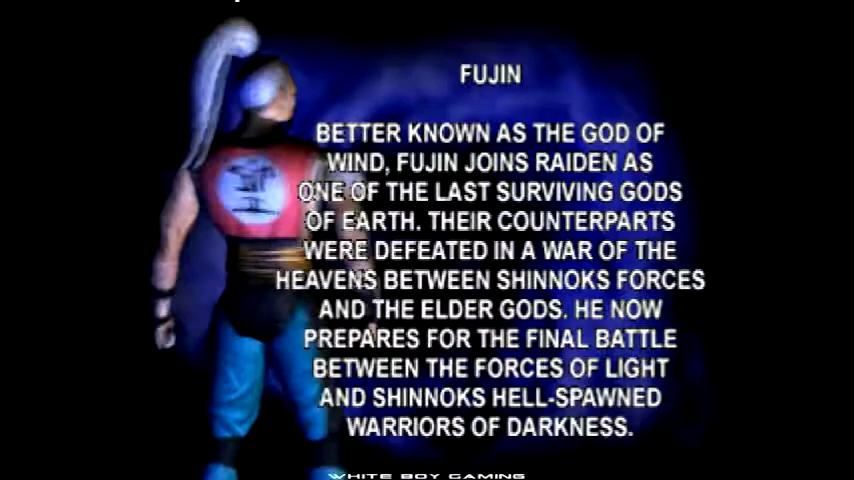 FUJIN
BETTER KNOWN AS THE GOD OF
WIND, FUJIN JOINS RAIDEN AS
ONE OF THE LAST SURVIVING GODS
OF EARTH. THEIR COUNTERPARTS
WERE DEFEATED IN A WAR OF THE
HEAVENS BETWEEN SHINNOKS FORCES
AND THE ELDER GODS. HE NOW
PREPARES FOR THE FINAL BATTLE
BETWEEN THE FORCES OF LIGHT
AND SHINNOKS HELL-SPAWNED
WARRIORS OF DARKNESS.
WHITE BOY GAMING